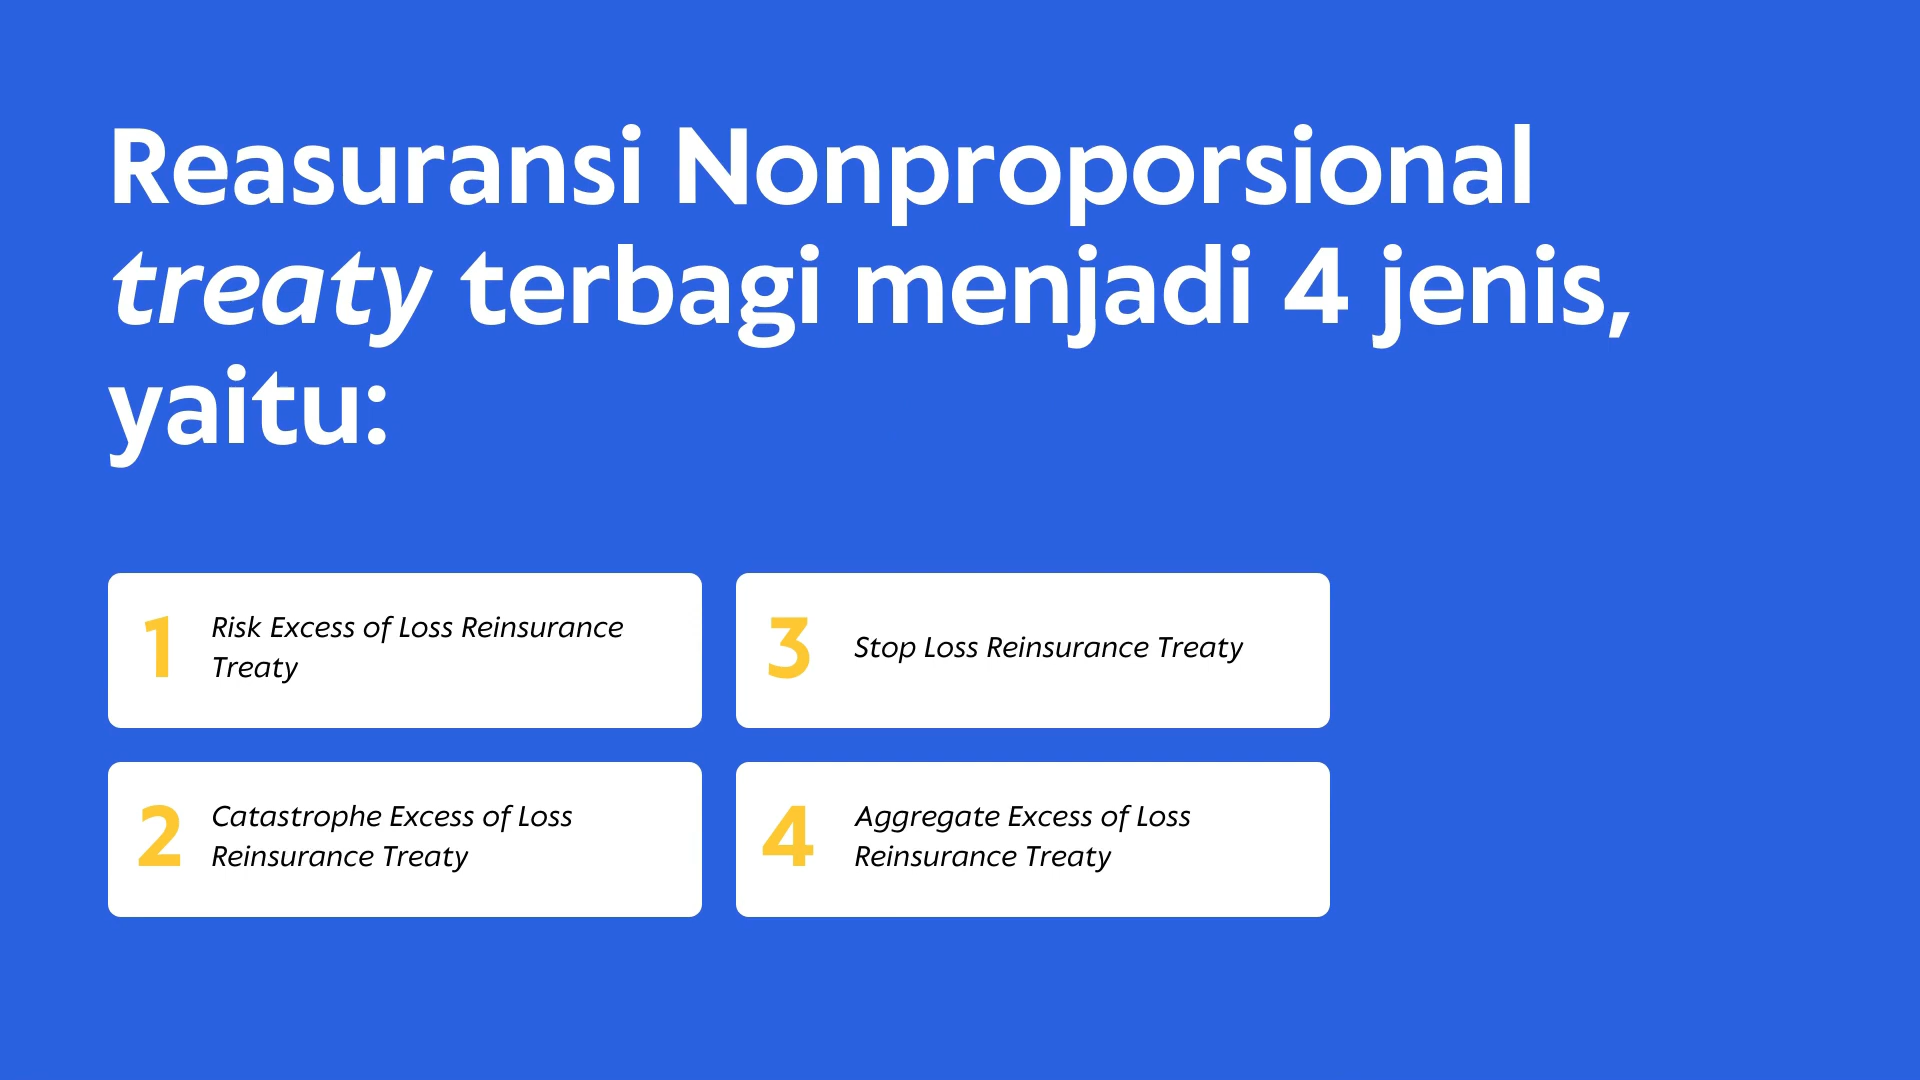 Reasuransi Nonproporsional
treaty terbagi menjadi 4 jenis,
yaitu:
1
Risk Excess of Loss Reinsurance
Treaty
2
Catastrophe Excess of Loss
Reinsurance Treaty
3
Stop Loss Reinsurance Treaty
4
Aggregate Excess of Loss
Reinsurance Treaty